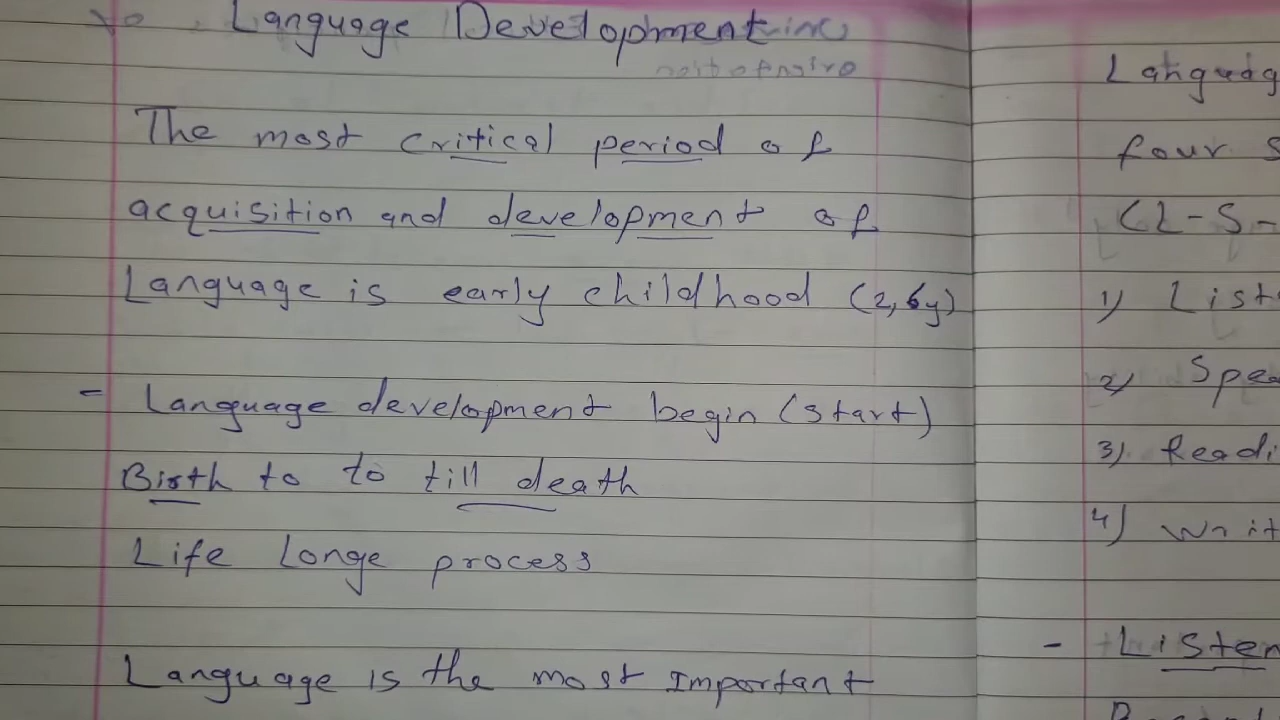 Language Development
The most critical period of
acquisition and development of
Language is early childhood (2,6y)
- Language development begin (start)
Birth to to till death
Life Longe process
Language is the most Important
Languag
four s
(L-S-
1) List
2) Spea
3) Readi
4) Writ
- Listen